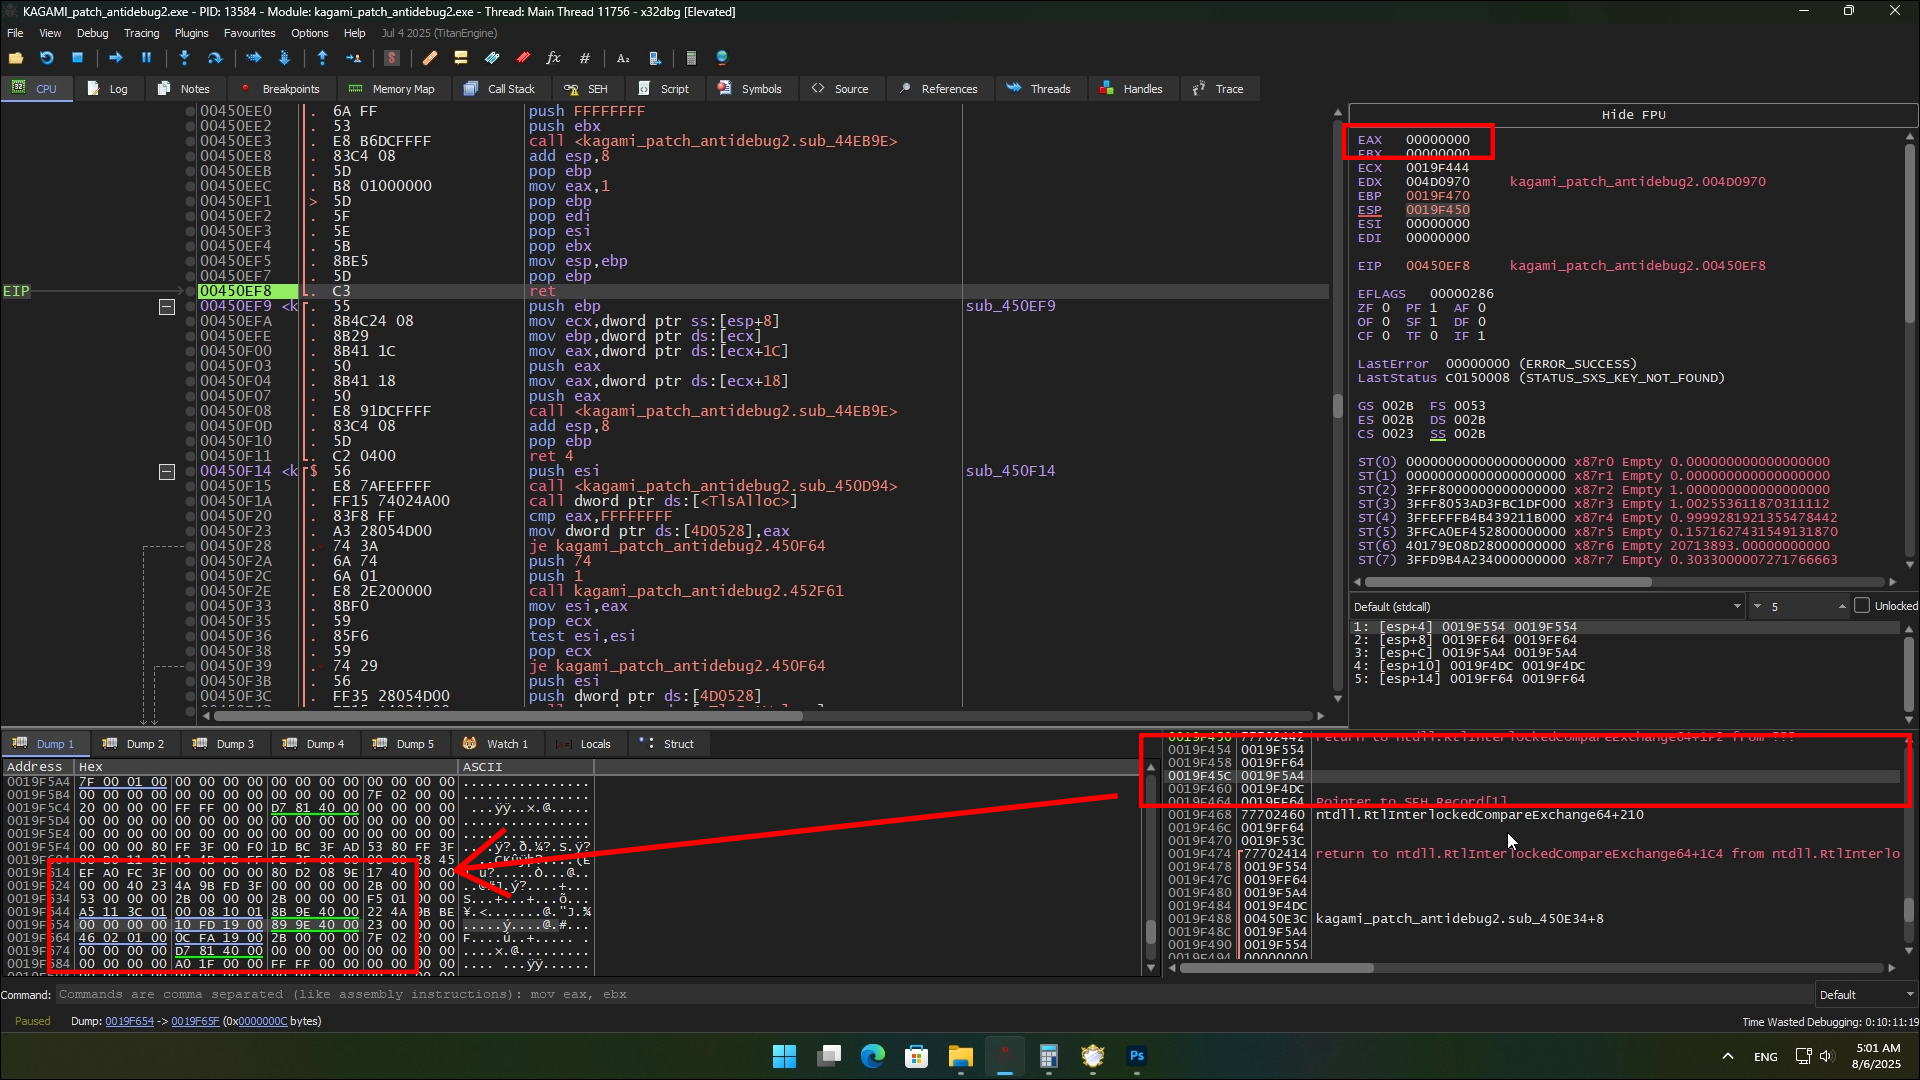 KAGAMI_patch_antidebug2.exe - PID: 13584 - Module: kagami_patch_antidebug2.exe - Thread: Main Thread 11756 - x32dbg [Elevated]
File View Debug Tracing Plugins Favourites Options Help Jul 4 2025 (TitanEngine)
CPU Log Notes Breakpoints Memory Map Call Stack SEH Script Symbols Source References Threads Handles Trace
00450EE0 . 6A FF push FFFFFFFF
00450EE2 . 53 push ebx
00450EE3 . E8 B6DCFFFF call <kagami_patch_antidebug2.sub_44EB9E>
00450EE8 . 83C4 08 add esp,8
00450EEB . 5D pop ebp
00450EEC . B8 01000000 mov eax,1
00450EF1 > 5D pop ebp
00450EF2 . 5F pop edi
00450EF3 . 5E pop esi
00450EF4 . 5B pop ebx
00450EF5 . 8BE5 mov esp,ebp
00450EF7 . 5D pop ebp
EIP 00450EF8 . C3 ret
00450EF9 <k . 55 push ebp sub_450EF9
00450EFA . 8B4C24 08 mov ecx,dword ptr ss:[esp+8]
00450EFE . 8B29 mov ebp,dword ptr ds:[ecx]
00450F00 . 8B41 1C mov eax,dword ptr ds:[ecx+1C]
00450F03 . 50 push eax
00450F04 . 8B41 18 mov eax,dword ptr ds:[ecx+18]
00450F07 . 50 push eax
00450F08 . E8 91DCFFFF call <kagami_patch_antidebug2.sub_44EB9E>
00450F0D . 83C4 08 add esp,8
00450F10 . 5D pop ebp
00450F11 . C2 0400 ret 4
00450F14 <k $ 56 push esi sub_450F14
00450F15 . E8 7AFEFFFF call <kagami_patch_antidebug2.sub_450D94>
00450F1A . FF15 74024A00 call dword ptr ds:[<TlsAlloc>]
00450F20 . 83F8 FF cmp eax,FFFFFFFF
00450F23 . A3 28054D00 mov dword ptr ds:[4D0528],eax
00450F28 . 74 3A je kagami_patch_antidebug2.450F64
00450F2A . 6A 74 push 74
00450F2C . 6A 01 push 1
00450F2E . E8 2E200000 call kagami_patch_antidebug2.452F61
00450F33 . 8BF0 mov esi,eax
00450F35 . 59 pop ecx
00450F36 . 85F6 test esi,esi
00450F38 . 59 pop ecx
00450F39 . 74 29 je kagami_patch_antidebug2.450F64
00450F3B . 56 push esi
00450F3C . FF35 28054D00 push dword ptr ds:[4D0528]
Hide FPU
EAX 00000000
EBX 00000000
ECX 0019F444
EDX 004D0970 kagami_patch_antidebug2.004D0970
EBP 0019F470
ESP 0019F450
ESI 00000000
EDI 00000000
EIP 00450EF8 kagami_patch_antidebug2.00450EF8
EFLAGS 00000286
ZF 0 PF 1 AF 0
OF 0 SF 1 DF 0
CF 0 TF 0 IF 1
LastError 00000000 (ERROR_SUCCESS)
LastStatus C0150008 (STATUS_SXS_KEY_NOT_FOUND)
GS 002B FS 0053
ES 002B DS 002B
CS 0023 SS 002B
ST(0) 00000000000000000000 x87r0 Empty 0.000000000000000000
ST(1) 00000000000000000000 x87r1 Empty 0.000000000000000000
ST(2) 3FFF8000000000000000 x87r2 Empty 1.000000000000000000
ST(3) 3FFF8053AD3FBC1DF000 x87r3 Empty 1.002553611870311112
ST(4) 3FFEFFFB4B439211B000 x87r4 Empty 0.9999281921355478442
ST(5) 3FFCA0EF452800000000 x87r5 Empty 0.1571627431549131870
ST(6) 40179E08D28000000000 x87r6 Empty 20713893.00000000000
ST(7) 3FFD9B4A234000000000 x87r7 Empty 0.3033000007271766663
Default (stdcall) 5 Unlocked
1: [esp+4] 0019F554 0019F554
2: [esp+8] 0019FF64 0019FF64
3: [esp+C] 0019F5A4 0019F5A4
4: [esp+10] 0019F4DC 0019F4DC
5: [esp+14] 0019FF64 0019FF64
Dump 1 Dump 2 Dump 3 Dump 4 Dump 5 Watch 1 Locals Struct
Address Hex ASCII
0019F5A4 7F 00 01 00 00 00 00 00 00 00 00 00 00 00 00 00 ................
0019F5B4 00 00 00 00 00 00 00 00 00 00 00 00 7F 02 00 00
0019F5C4 20 00 00 00 FF FF 00 00 D7 81 40 00 00 00 00 00 ....ÿÿ..×.@.....
0019F5D4 00 00 00 00 00 00 00 00 00 00 00 00 00 00 00 00 ................
0019F5E4 00 00 00 00 00 00 00 00 00 00 00 00 00 00 00 00
0019F5F4 00 00 00 80 FF 3F 00 F0 1D BC 3F AD 53 80 FF 3F ....ÿ?.ð.¼?.S.ÿ?
EF A0 FC 3F 00 00 00 00 80 D2 08 9E 17 40 00 00
00 00 40 23 4A 9B FD 3F 00 00 00 00 2B 00 00 00
53 00 00 00 2B 00 00 00 2B 00 00 00 F5 01 00 00 S...+...+...õ...
A5 11 3C 01 00 08 10 01 8B 9E 40 00 22 4A 9B BE ¥.<.......@."J.¾
00 00 00 00 10 FD 19 00 89 9E 40 00 23 00 00 00 .....ý....@.#...
46 02 01 00 0C FA 19 00 2B 00 00 00 7F 02 20 00 F....ú..+..... .
00 00 00 00 D7 81 40 00 00 00 00 00 00 00 00 00 ....×.@.........
00 00 00 00 A0 1F 00 00 FF FF 00 00 00 00 00 00 .... ...ÿÿ......
0019F454 0019F554
0019F458 0019FF64
0019F45C 0019F5A4
0019F460 0019F4DC
0019F464 0019FF64 Pointer to SEH_Record[1]
0019F468 77702460 ntdll.RtlInterlockedCompareExchange64+210
0019F46C 0019FF64
0019F470 0019F53C
0019F474 77702414 return to ntdll.RtlInterlockedCompareExchange64+1C4 from ntdll.RtlInterlo
0019F478 0019F554
0019F47C 0019FF64
0019F480 0019F5A4
0019F484 0019F4DC
0019F488 00450E3C kagami_patch_antidebug2.sub_450E34+8
0019F48C 0019F5A4
0019F490 0019F554
0019F494 00000000
Command: Commands are comma separated (like assembly instructions): mov eax, ebx Default
Paused Dump: 0019F654 -> 0019F65F (0x0000000C bytes) Time Wasted Debugging: 0:10:11:19
Ps ENG 5:01 AM
8/6/2025